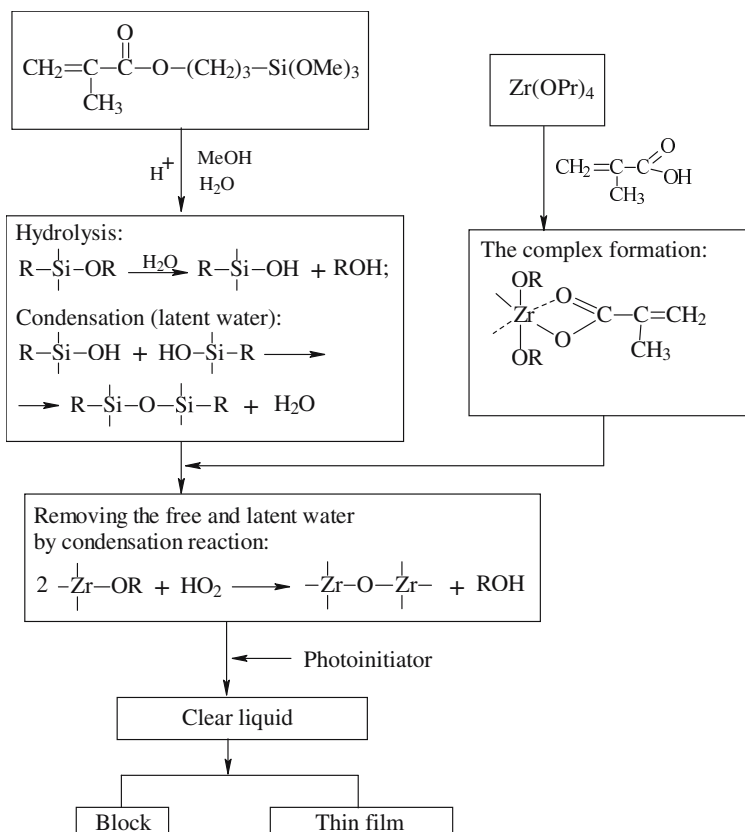 O
CH₂=C–C–O–(CH₂)₃–Si(OMe)₃
CH₃
Zr(OPr)₄
H⁺
MeOH
H₂O
O
CH₂=C–C
OH
CH₃
Hydrolysis:
R–Si–OR H₂O R–Si–OH + ROH;
Condensation (latent water):
R–Si–OH + HO–Si–R
R–Si–O–Si–R + H₂O
The complex formation:
OR
O
Zr C–C=CH₂
O
OR CH₃
Removing the free and latent water
by condensation reaction:
2 –Zr–OR + HO₂ –Zr–O–Zr– + ROH
Photoinitiator
Clear liquid
Block
Thin film